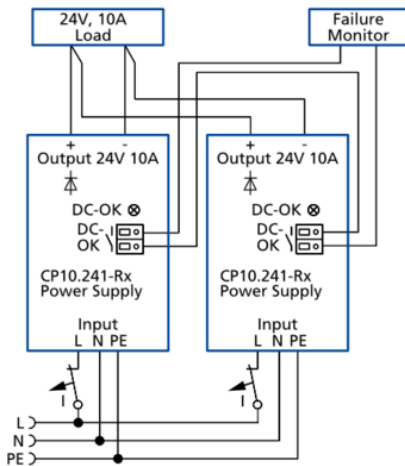 24V, 10A
Load
Failure
Monitor
+ -
Output 24V 10A
DC-OK
DC-
OK
CP10.241-Rx
Power Supply
Input
L N PE
I
+ -
Output 24V 10A
DC-OK
DC-
OK
CP10.241-Rx
Power Supply
Input
L N PE
I
L
N
PE